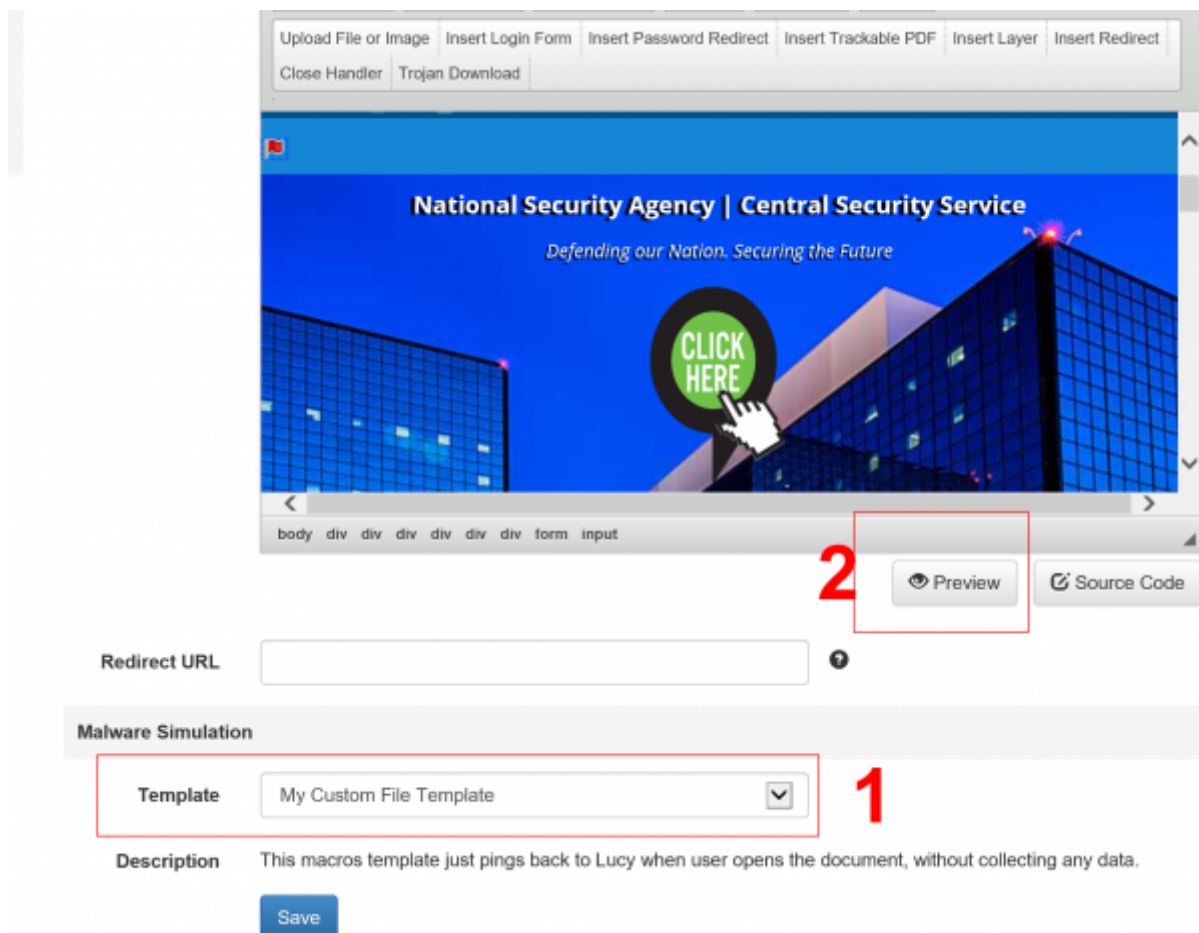 Upload File or Image Insert Login Form Insert Password Redirect Insert Trackable PDF Insert Layer Insert Redirect
Close Handler Trojan Download
National Security Agency | Central Security Service
Defending our Nation. Securing the Future
CLICK
HERE
body div div div div div div form input
2
Preview Source Code
Redirect URL
Malware Simulation
Template My Custom File Template
1
Description This macros template just pings back to Lucy when user opens the document, without collecting any data.
Save